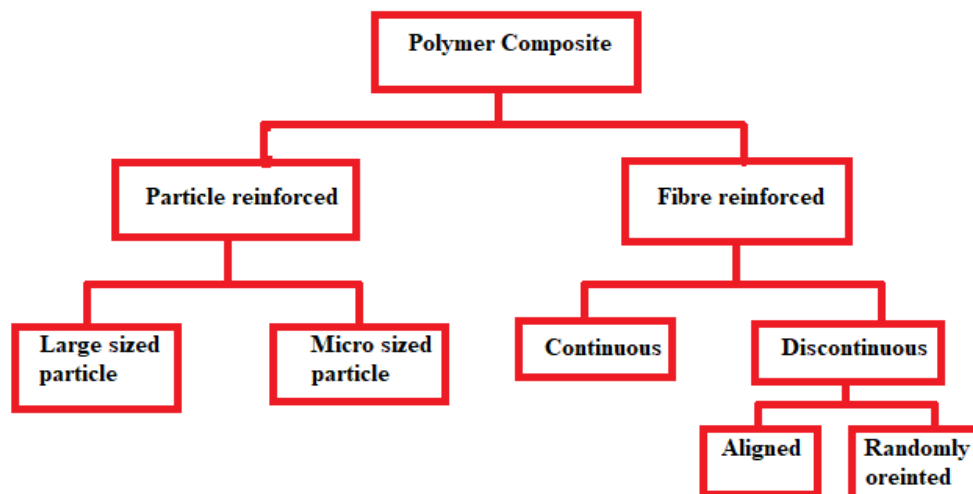 Polymer Composite
Particle reinforced
Fibre reinforced
Large sized
particle
Micro sized
particle
Continuous
Discontinuous
Aligned
Randomly
oreinted